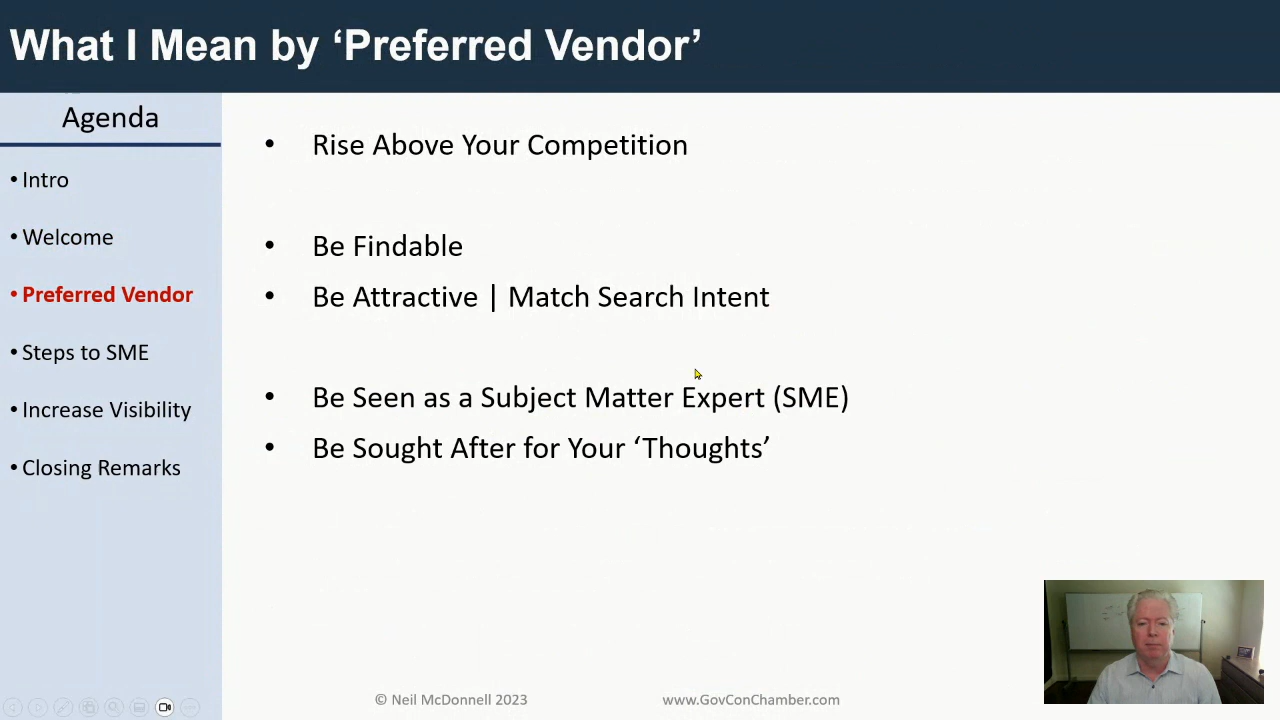 What I Mean by ‘Preferred Vendor’
Agenda
• Intro
• Welcome
• Preferred Vendor
• Steps to SME
• Increase Visibility
• Closing Remarks
• Rise Above Your Competition
• Be Findable
• Be Attractive | Match Search Intent
• Be Seen as a Subject Matter Expert (SME)
• Be Sought After for Your ‘Thoughts’
© Neil McDonnell 2023
www.GovConChamber.com